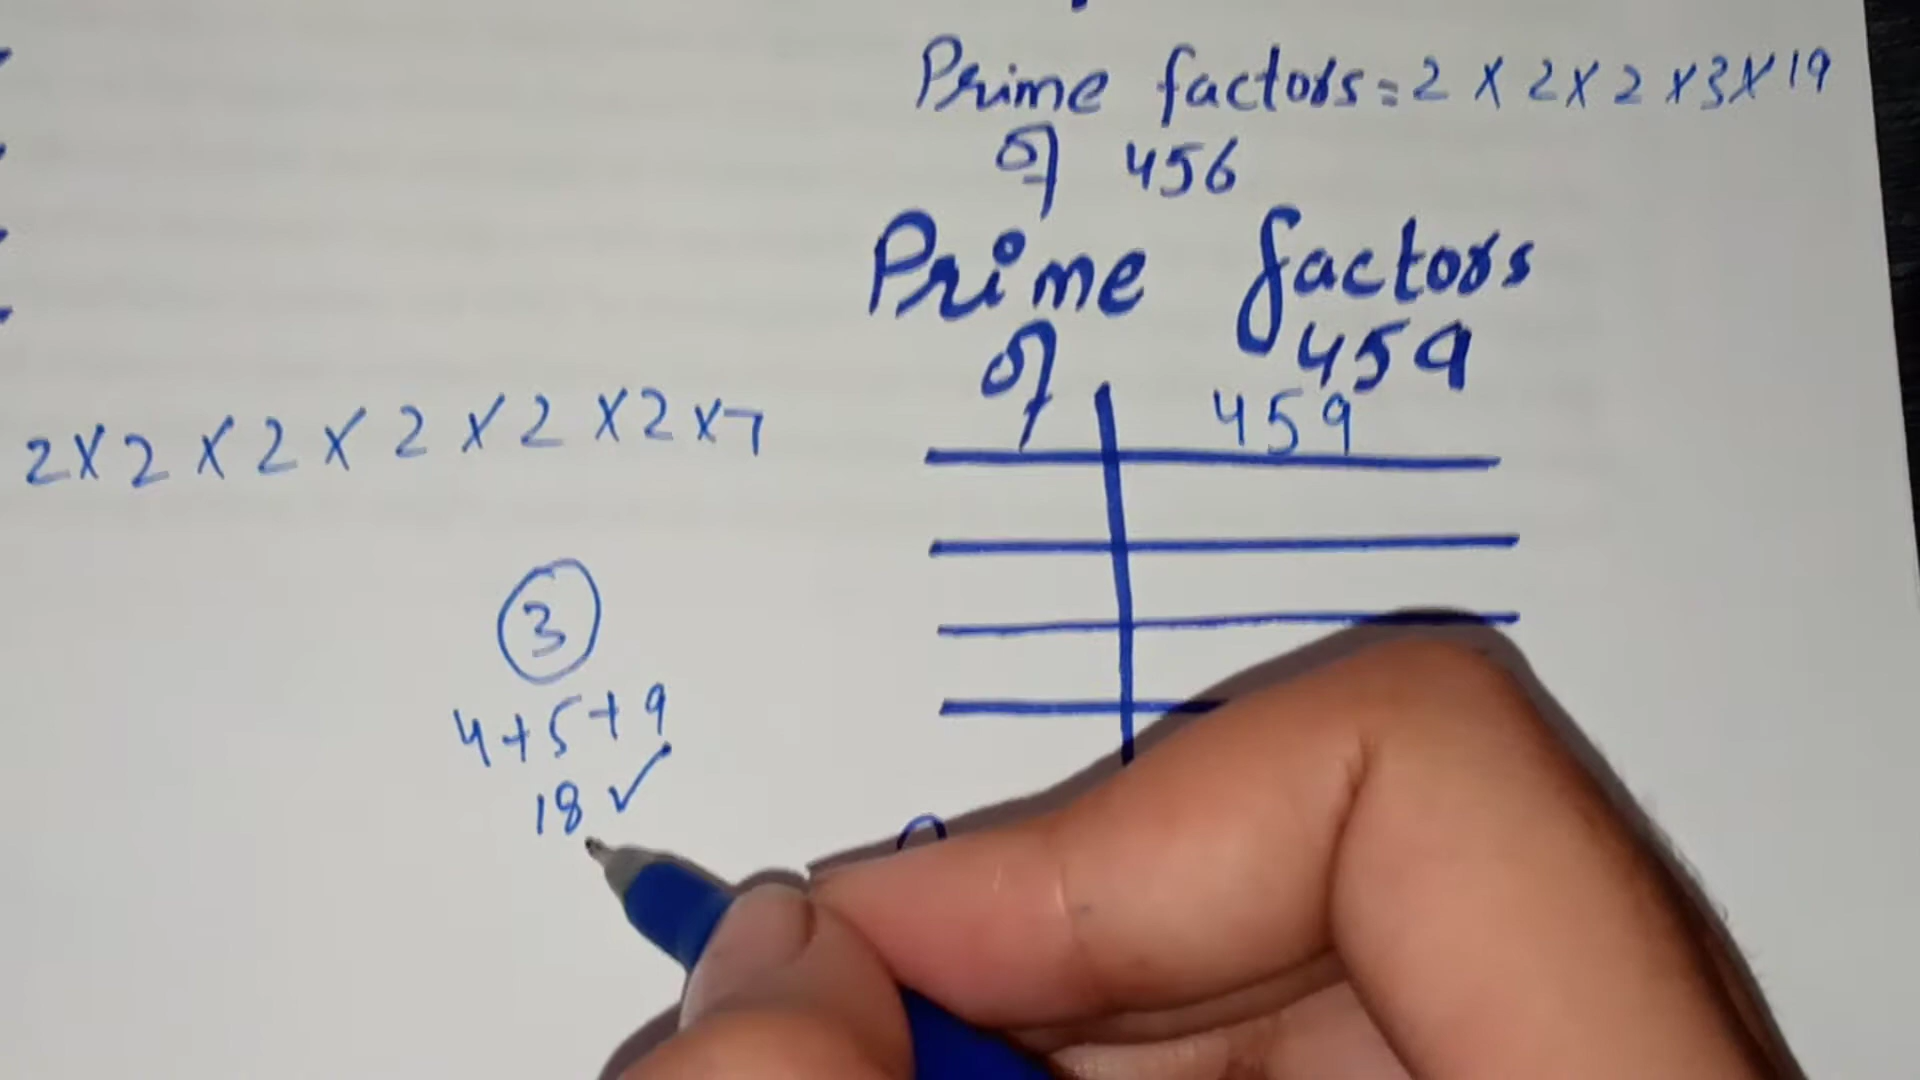 Prime factors = 2 X 2 X 2 X 3 X 19
of 456
Prime factors
of 459
459
2 X 2 X 2 X 2 X 2 X 2 X 7
3
4+5+9
18 ✓